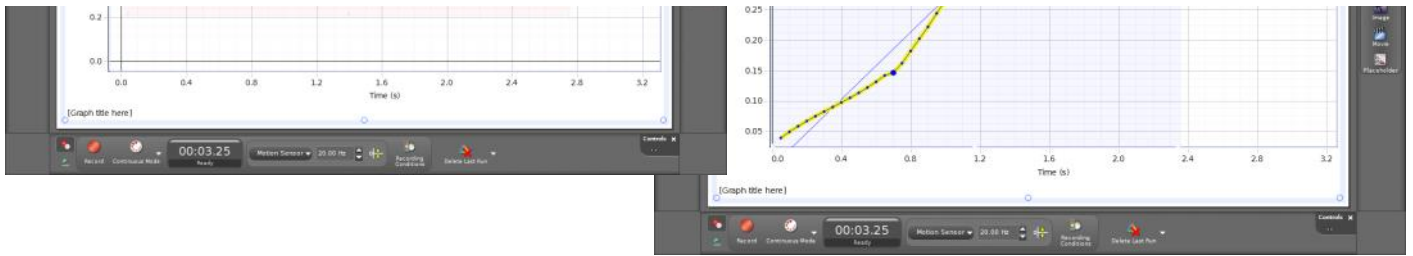 0.2
0.0
0.0 0.4 0.8 1.2 1.6 2.0 2.4 2.8 3.2
Time (s)
[Graph title here]
Controls
Record
Continuous Mode
00:03.25
Ready
Motion Sensor
20.00 Hz
Recording
Conditions
Delete Last Run
0.25
0.20
0.15
0.10
0.05
0.0 0.4 0.8 1.2 1.6 2.0 2.4 2.8 3.2
Time (s)
[Graph title here]
Image
Movie
Placeholder
Controls
Record
Continuous Mode
00:03.25
Ready
Motion Sensor
20.00 Hz
Recording
Conditions
Delete Last Run